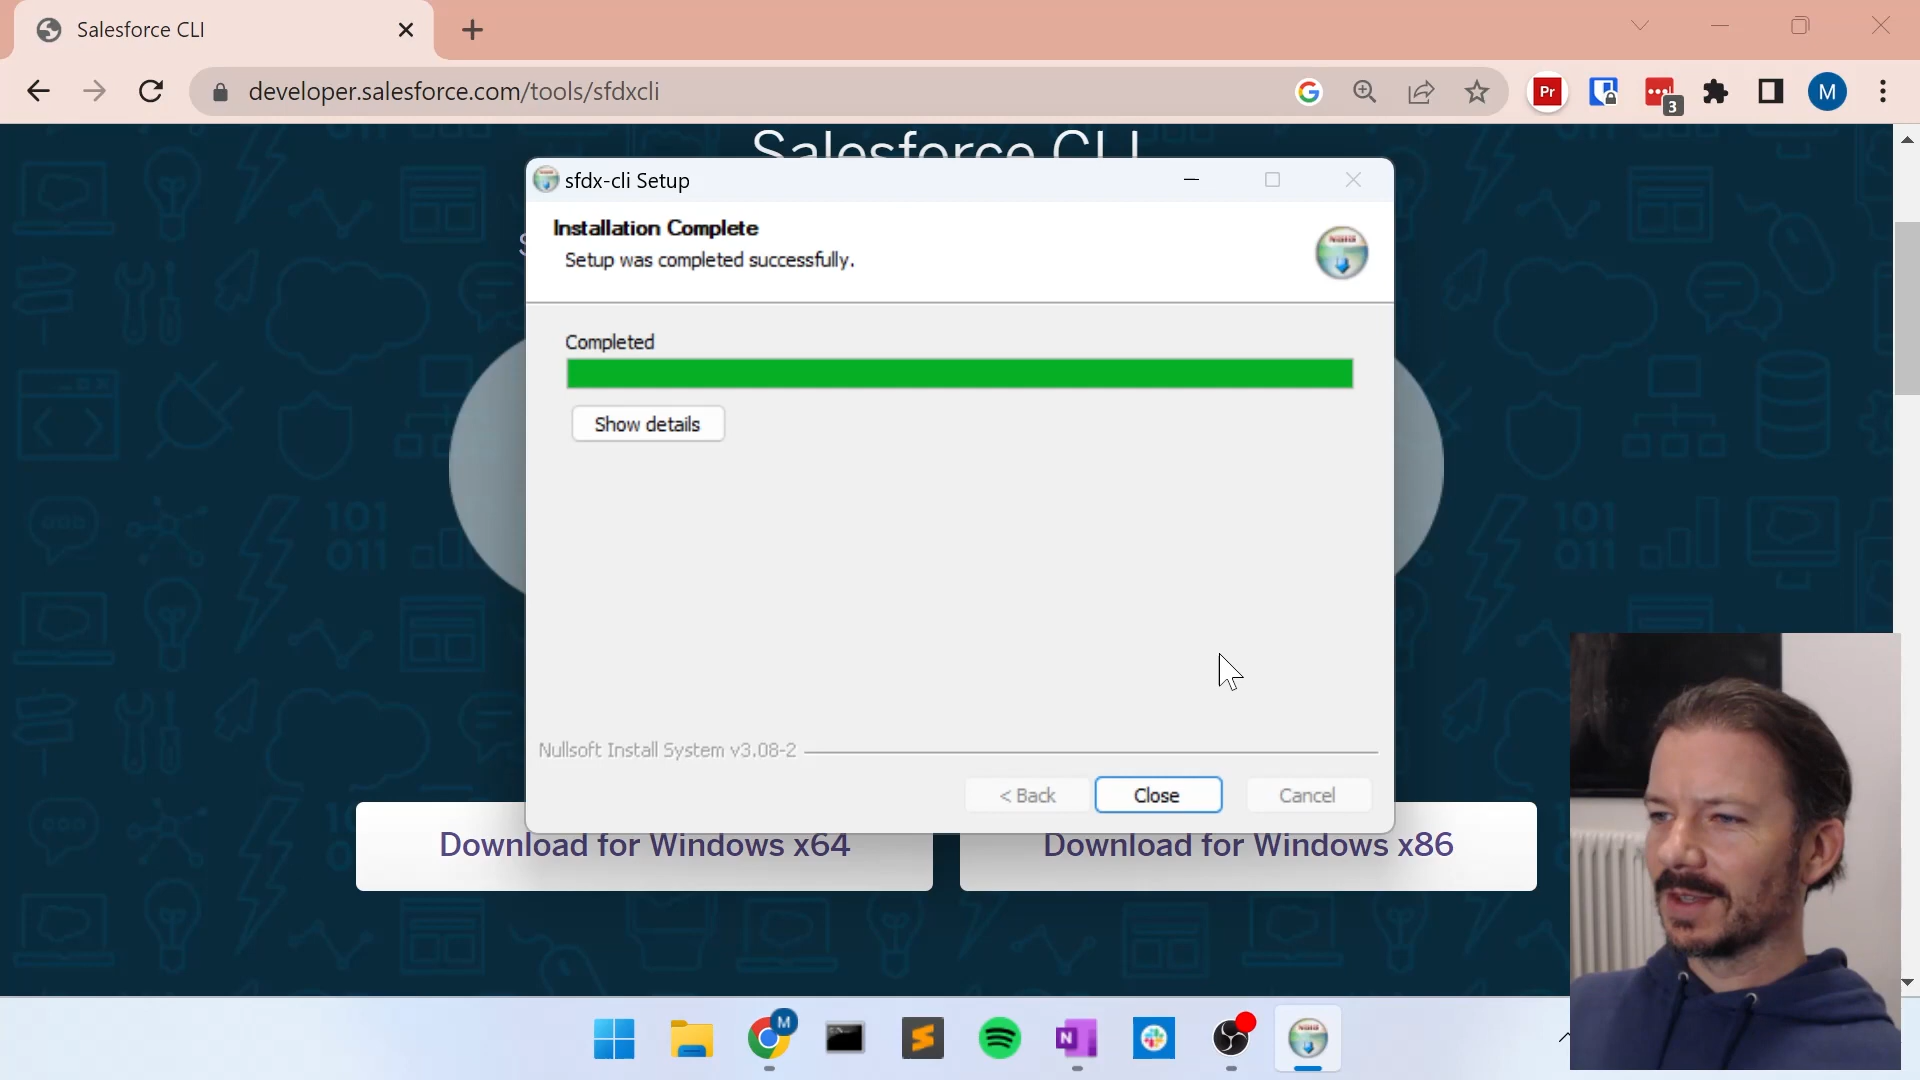 Salesforce CLI
developer.salesforce.com/tools/sfdxcli
Pr
3
M
Salesforce CLI
sfdx-cli Setup
Installation Complete
Setup was completed successfully.
Completed
Show details
Nullsoft Install System v3.08-2
< Back
Close
Cancel
Download for Windows x64
Download for Windows x86
101
011
101
011
M
N